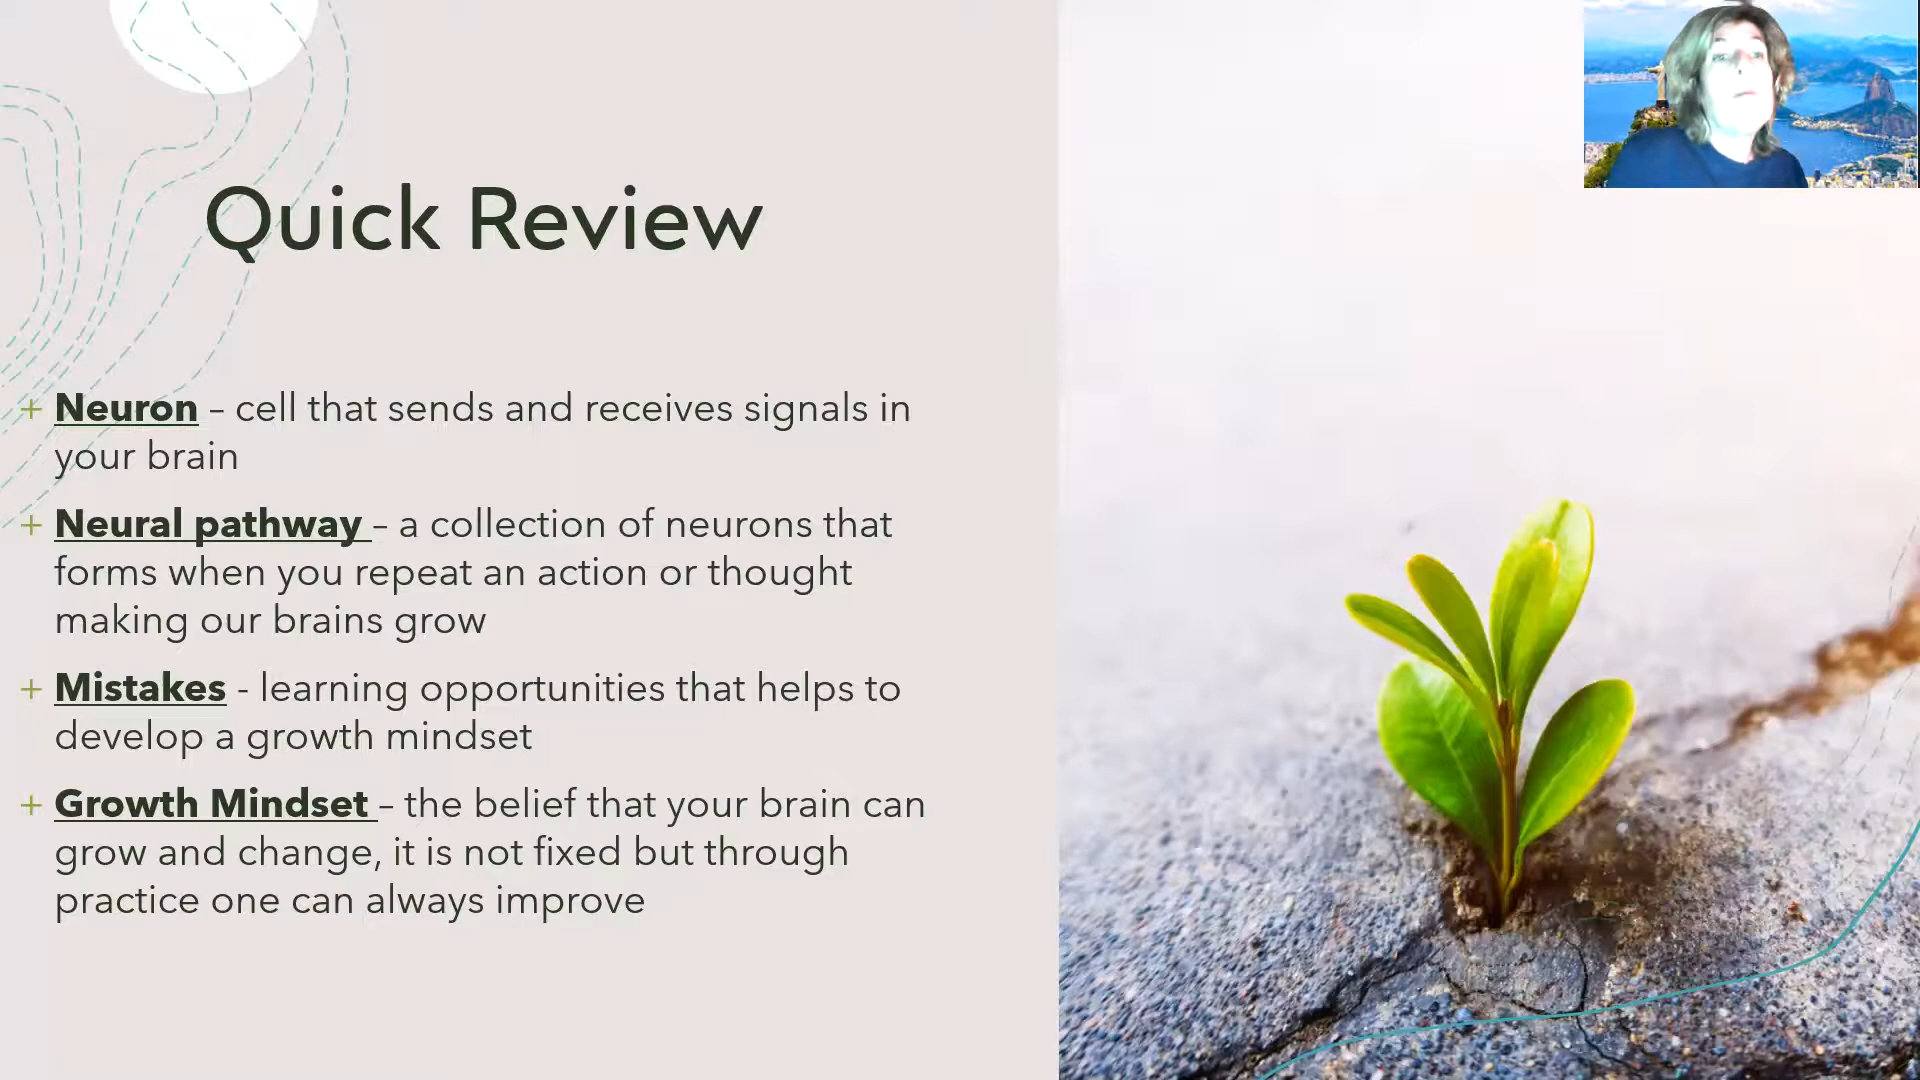 Quick Review
+ Neuron – cell that sends and receives signals in
your brain
+ Neural pathway – a collection of neurons that
forms when you repeat an action or thought
making our brains grow
+ Mistakes - learning opportunities that helps to
develop a growth mindset
+ Growth Mindset – the belief that your brain can
grow and change, it is not fixed but through
practice one can always improve